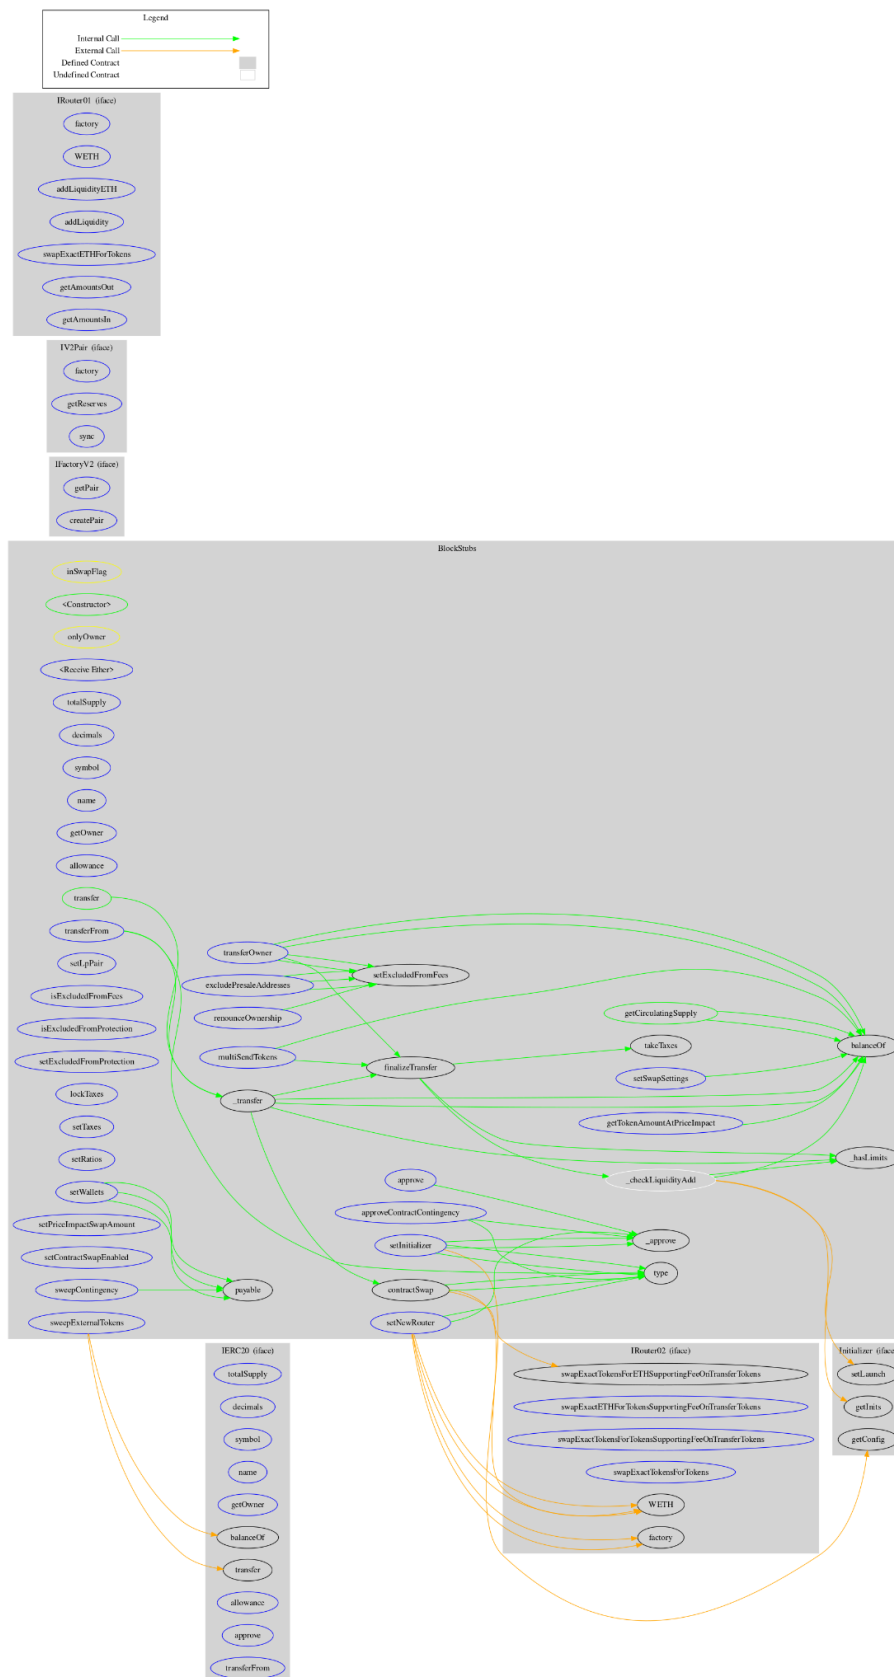 Legend
Internal Call
External Call
Defined Contract
Undefined Contract
IRouter01 (iface)
factory
WETH
addLiquidityETH
addLiquidity
swapExactETHForTokens
getAmountsOut
getAmountsIn
IV2Pair (iface)
factory
getReserves
sync
IFactoryV2 (iface)
getPair
createPair
BlockStubs
inSwapFlag
<Constructor>
onlyOwner
<Receive Ether>
totalSupply
decimals
symbol
name
getOwner
allowance
transfer
transferFrom
setLpPair
isExcludedFromFees
isExcludedFromProtection
setExcludedFromProtection
lockTaxes
setTaxes
setRatios
setWallets
setPriceImpactSwapAmount
setContractSwapEnabled
sweepContingency
sweepExternalTokens
transferOwner
excludePresaleAddresses
renounceOwnership
multiSendTokens
_transfer
payable
setExcludedFromFees
finalizeTransfer
approve
approveContractContingency
setInitializer
contractSwap
setNewRouter
getCirculatingSupply
takeTaxes
setSwapSettings
getTokenAmountAtPriceImpact
_checkLiquidityAdd
_approve
type
balanceOf
_hasLimits
IERC20 (iface)
totalSupply
decimals
symbol
name
getOwner
balanceOf
transfer
allowance
approve
transferFrom
IRouter02 (iface)
swapExactTokensForETHSupportingFeeOnTransferTokens
swapExactETHForTokensSupportingFeeOnTransferTokens
swapExactTokensForTokensSupportingFeeOnTransferTokens
swapExactTokensForTokens
WETH
factory
Initializer (iface
setLaunch
getInits
getConfig